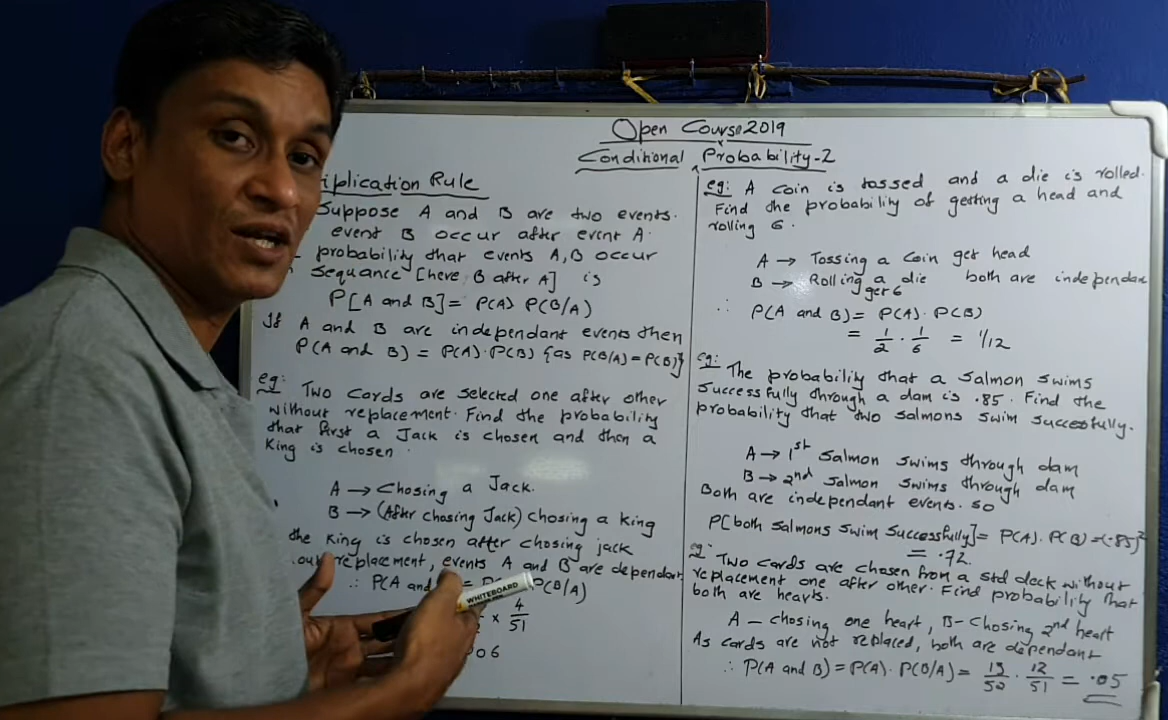 Open Course 2019
Conditional Probability-2
iplication Rule
Suppose A and B are two events.
event B occur after event A.
probability that events A,B occur
Sequance [here, B after A] is
P[A and B] = P(A) P(B/A)
If A and B are independant events then
P(A and B) = P(A).P(B) {as P(B/A)=P(B)}
eg: Two cards are selected one after other
without replacement. Find the probability
that first a Jack is chosen and then a
King is chosen.
A → Chosing a Jack.
B → (After chosing Jack) chosing a King
the King is chosen after chosing jack
out replacement, events A and B are dependan
∴ P(A and = P(B/A)
WHITEBOARD
× 4/51
06
eg: A coin is tossed and a die is rolled.
Find the probability of getting a head and
rolling 6.
A → Tossing a coin get head
B → Rolling a die both are independan
get 6
∴ P(A and B) = P(A). P(B)
= 1/2 . 1/6 = 1/12
eg: The probability that a Salmon swims
Successfully through a dam is .85. Find the
probability that two salmons swim successfully.
A → 1st Salmon swims through dam
B → 2nd Salmon swims through dam
Both are independant events. so
P[both salmons swim successfully] = P(A). P(B) = (.85)²
= .72.
eg: Two cards are chosen from a std deck without
replacement one after other. Find probability that
both are hearts.
A – chosing one heart, B – Chosing 2nd heart
As cards are not replaced, both are dependant
∴ P(A and B) = P(A). P(B/A) = 13/52 . 12/51 = .05